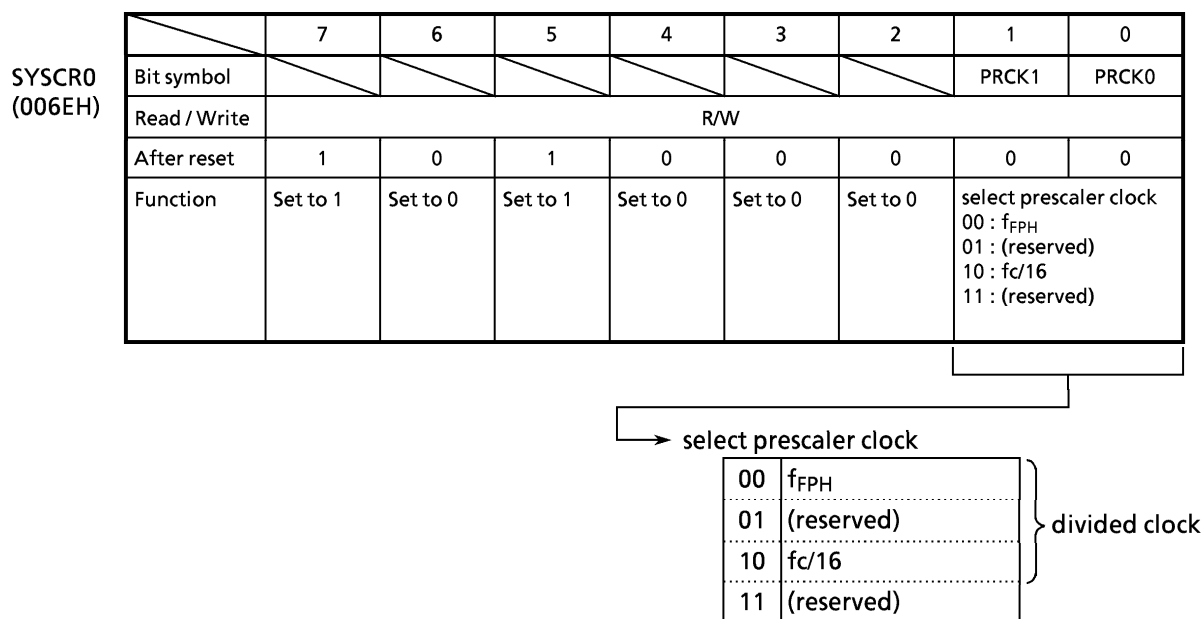 7 6 5 4 3 2 1 0
SYSCR0
(006EH)
Bit symbol PRCK1 PRCK0
Read / Write R/W
After reset 1 0 1 0 0 0 0 0
Function Set to 1 Set to 0 Set to 1 Set to 0 Set to 0 Set to 0 select prescaler clock
00 : fFPH
01 : (reserved)
10 : fc/16
11 : (reserved)
select prescaler clock
00 fFPH
01 (reserved)
divided clock
10 fc/16
11 (reserved)